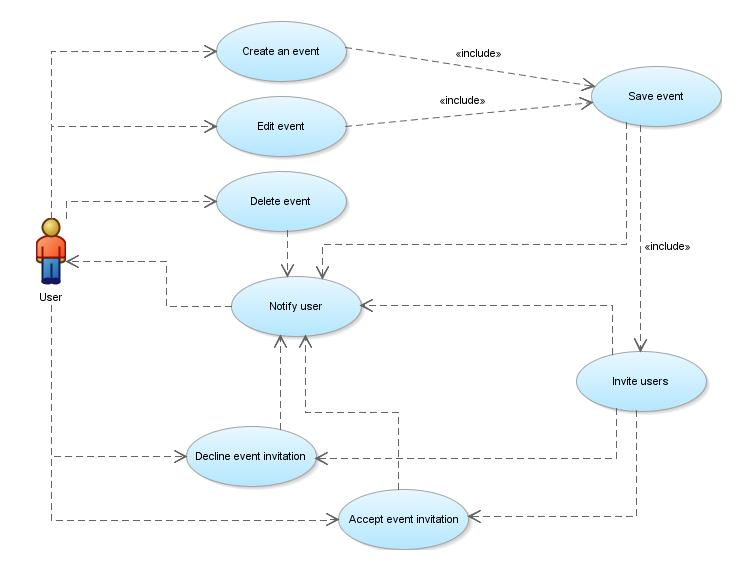 Create an event
«include»
Save event
«include»
Edit event
Delete event
«include»
User
Notify user
Invite users
Decline event invitation
Accept event invitation